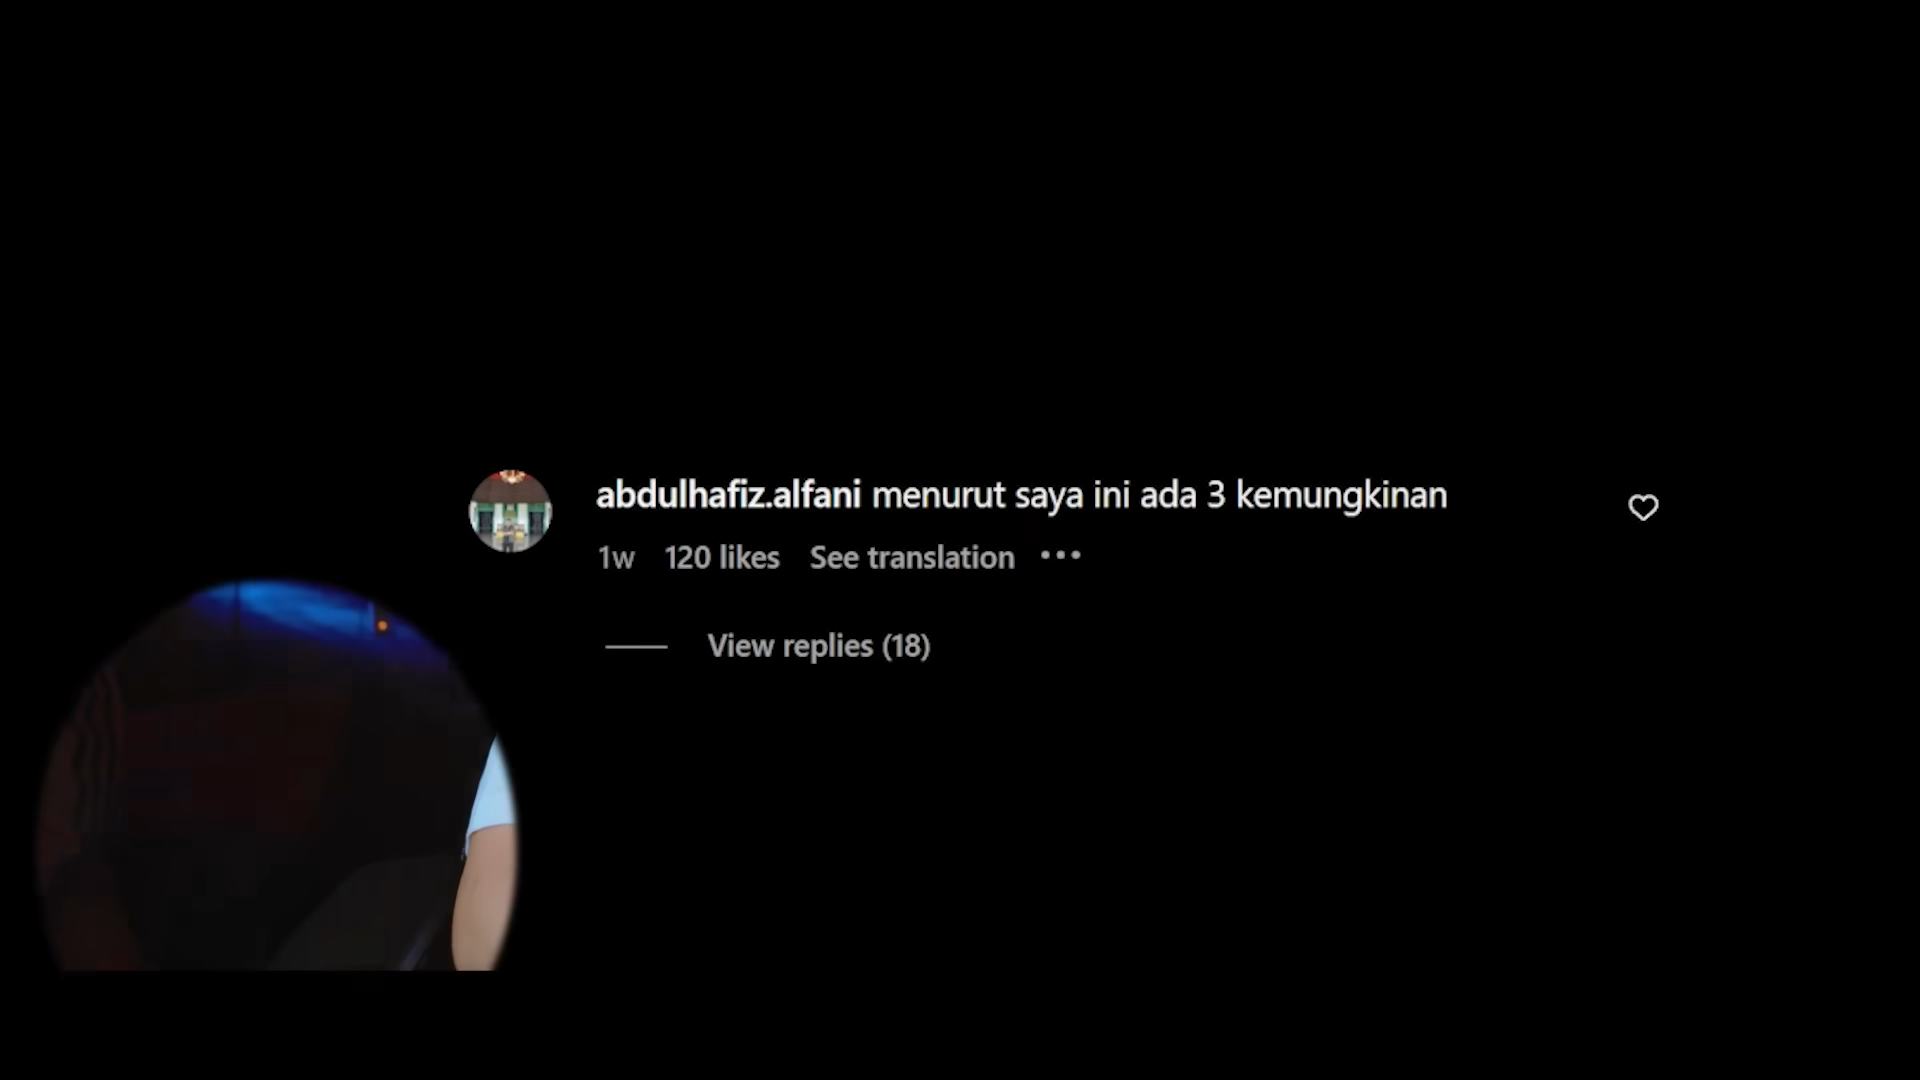 abdulhafiz.alfani menurut saya ini ada 3 kemungkinan
1w 120 likes See translation •••
View replies (18)